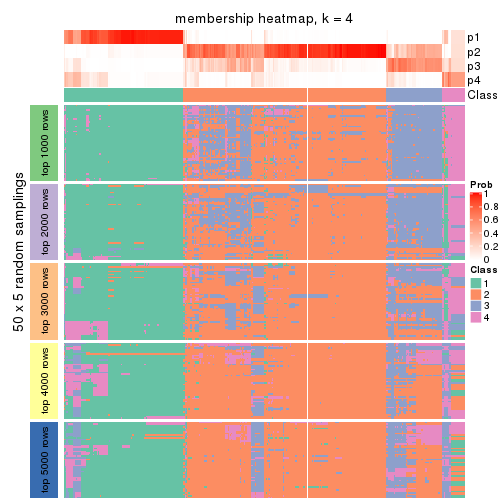 membership heatmap, k = 4
p1
p2
p3
p4
Class
50 x 5 random samplings
top 1000 rows
top 2000 rows
top 3000 rows
top 4000 rows
top 5000 rows
Prob
1
0.8
0.6
0.4
0.2
0
Class
1
2
3
4